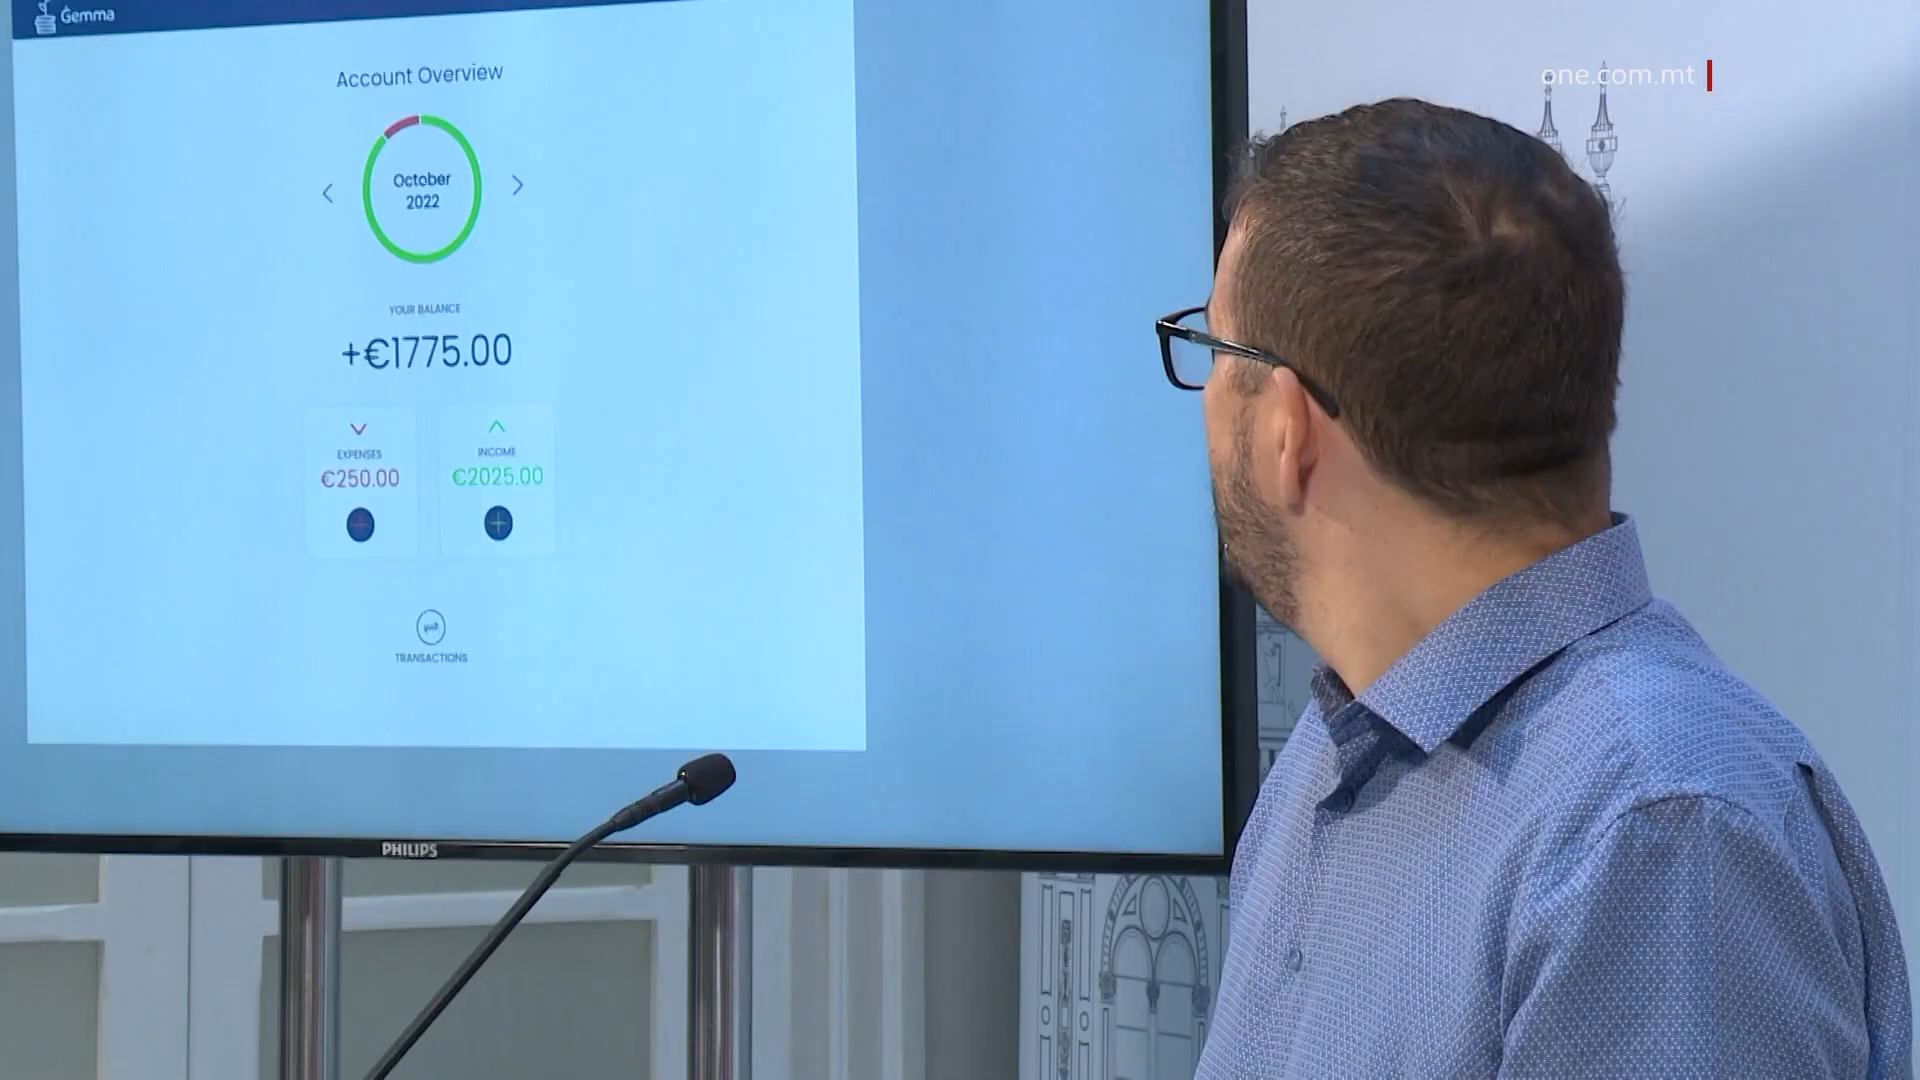 Ġemma
one.com.mt
Account Overview
October
2022
YOUR BALANCE
+€1775.00
EXPENSES
€250.00
INCOME
€2025.00
TRANSACTIONS
PHILIPS